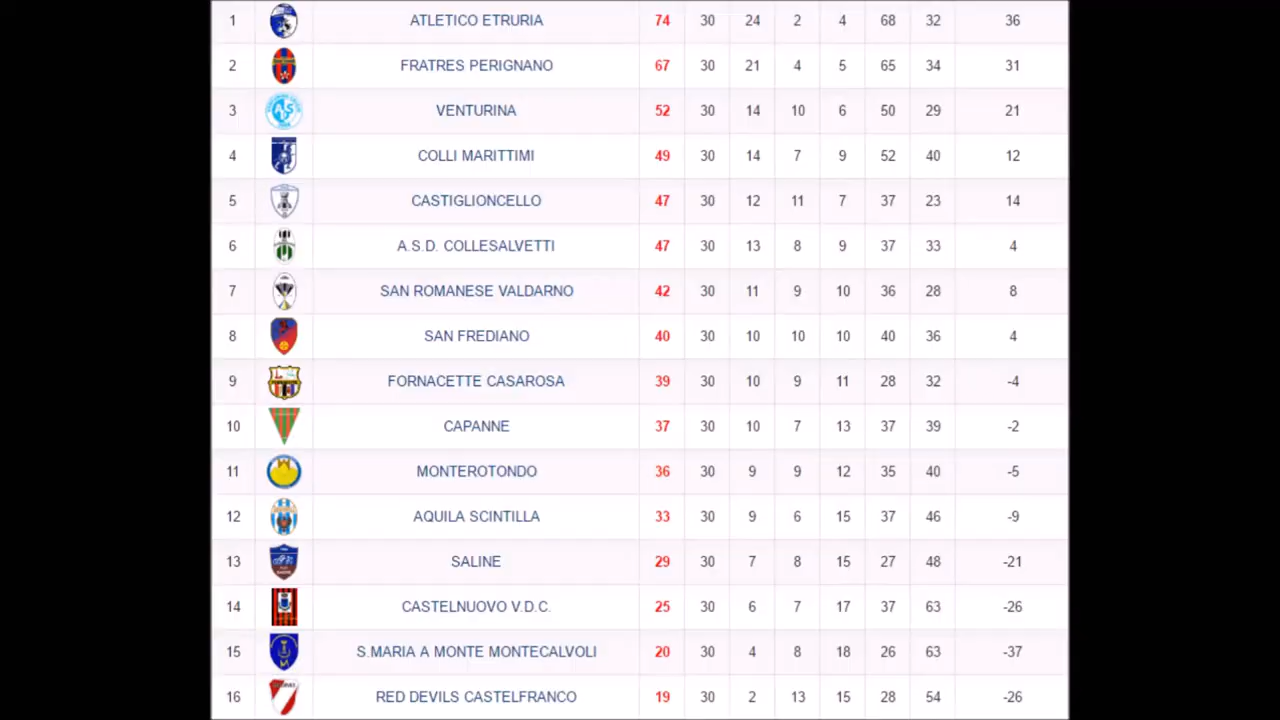 1 ATLETICO ETRURIA 74 30 24 2 4 68 32 36
2 FRATRES PERIGNANO 67 30 21 4 5 65 34 31
3 VENTURINA 52 30 14 10 6 50 29 21
4 COLLI MARITTIMI 49 30 14 7 9 52 40 12
5 CASTIGLIONCELLO 47 30 12 11 7 37 23 14
6 A.S.D. COLLESALVETTI 47 30 13 8 9 37 33 4
7 SAN ROMANESE VALDARNO 42 30 11 9 10 36 28 8
8 SAN FREDIANO 40 30 10 10 10 40 36 4
9 FORNACETTE CASAROSA 39 30 10 9 11 28 32 -4
10 CAPANNE 37 30 10 7 13 37 39 -2
11 MONTEROTONDO 36 30 9 9 12 35 40 -5
12 AQUILA SCINTILLA 33 30 9 6 15 37 46 -9
13 SALINE 29 30 7 8 15 27 48 -21
14 CASTELNUOVO V.D.C. 25 30 6 7 17 37 63 -26
15 S.MARIA A MONTE MONTECALVOLI 20 30 4 8 18 26 63 -37
16 RED DEVILS CASTELFRANCO 19 30 2 13 15 28 54 -26